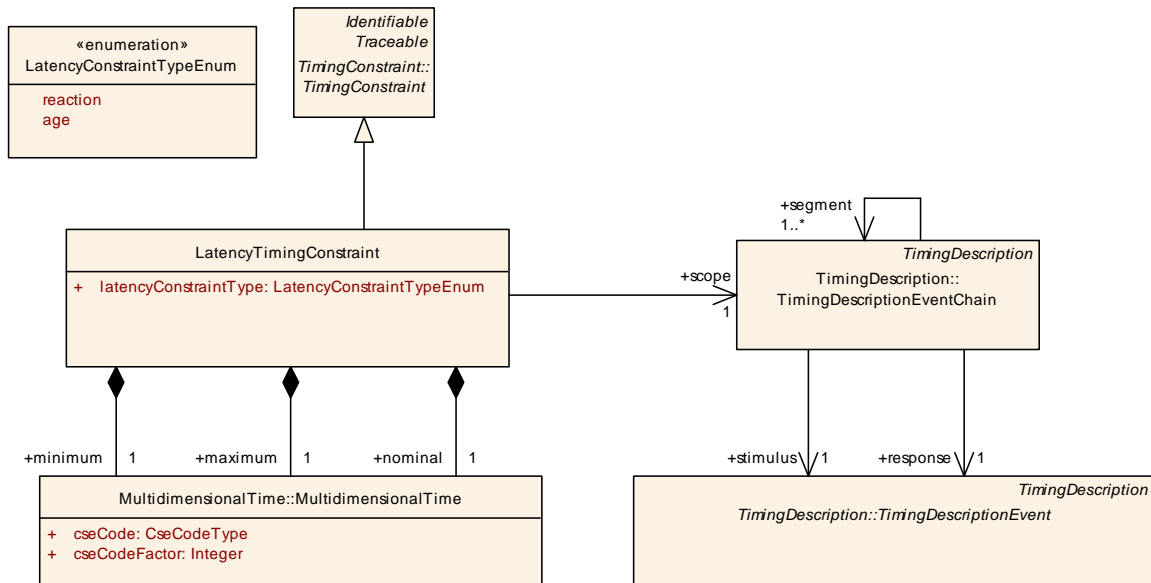 «enumeration»
LatencyConstraintTypeEnum
reaction
age
Identifiable
Traceable
TimingConstraint::
TimingConstraint
LatencyTimingConstraint
+ latencyConstraintType: LatencyConstraintTypeEnum
+scope
1
+segment
1..*
TimingDescription
TimingDescription::
TimingDescriptionEventChain
+minimum 1
+maximum 1
+nominal 1
+stimulus 1
+response 1
MultidimensionalTime::MultidimensionalTime
+ cseCode: CseCodeType
+ cseCodeFactor: Integer
TimingDescription
TimingDescription::TimingDescriptionEvent